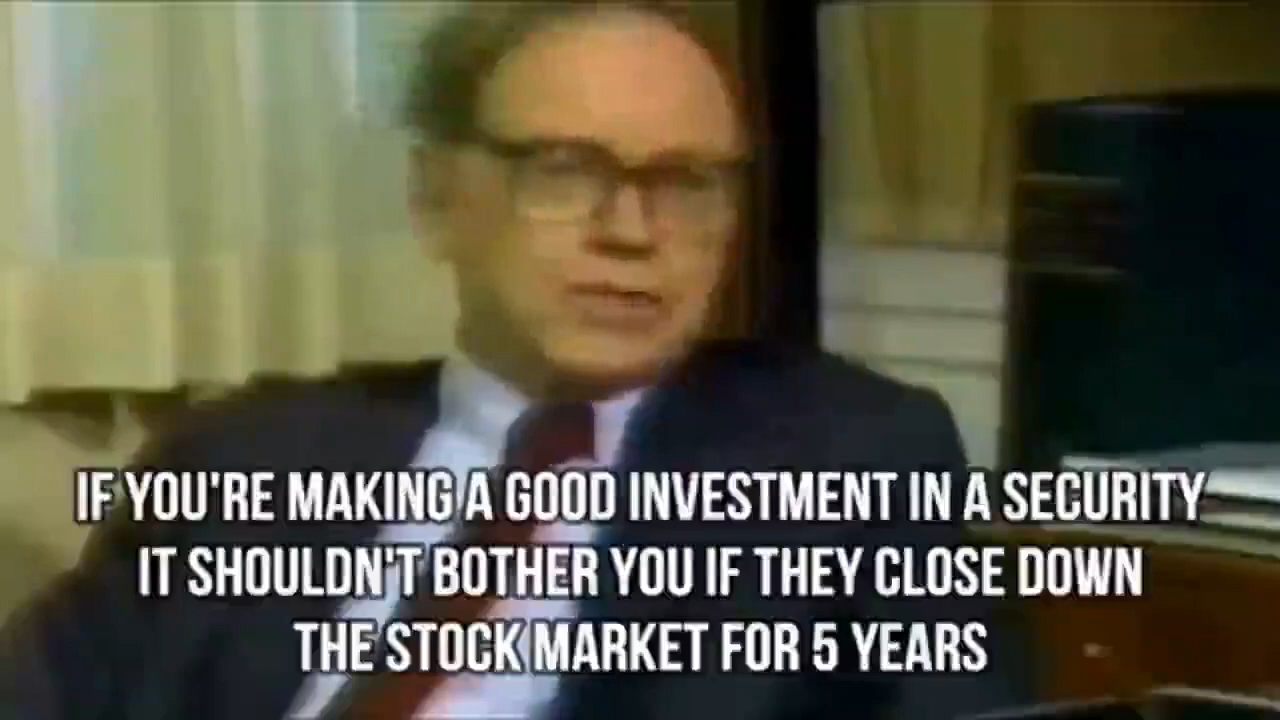 IF YOU'RE MAKING A GOOD INVESTMENT IN A SECURITY
IT SHOULDN'T BOTHER YOU IF THEY CLOSE DOWN
THE STOCK MARKET FOR 5 YEARS